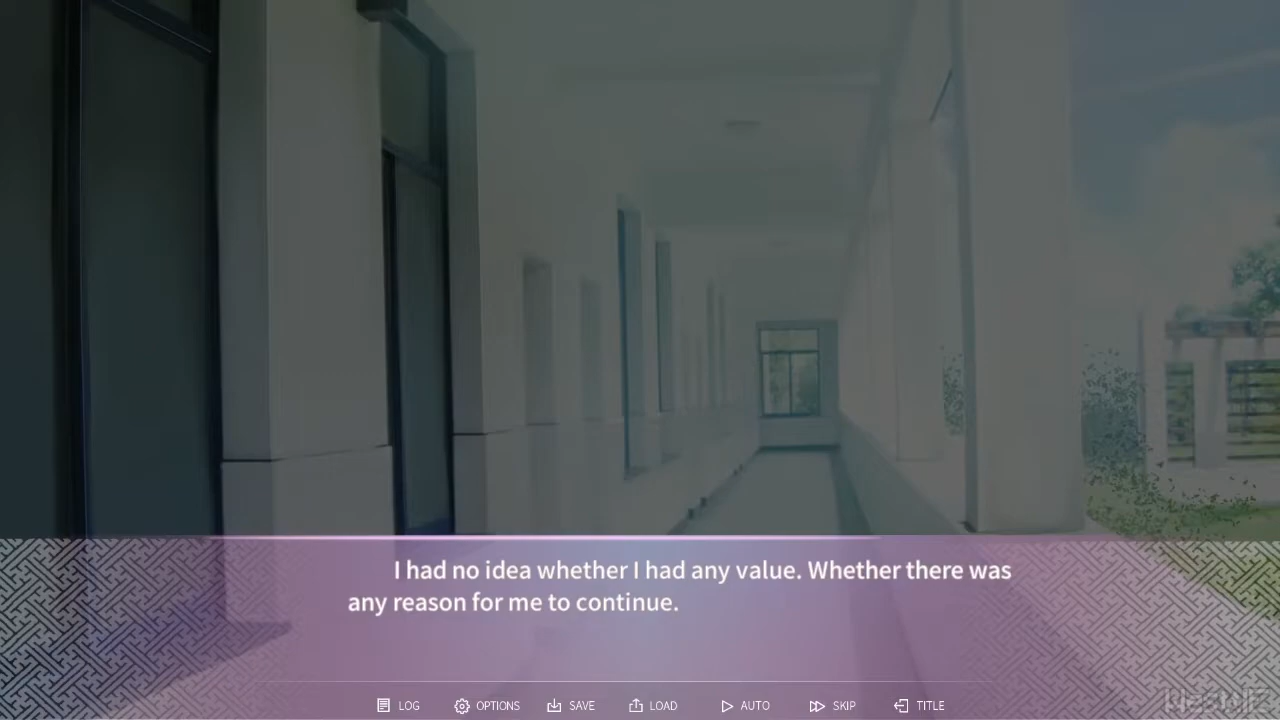 I had no idea whether I had any value. Whether there was
any reason for me to continue.
LOG OPTIONS SAVE LOAD AUTO SKIP TITLE